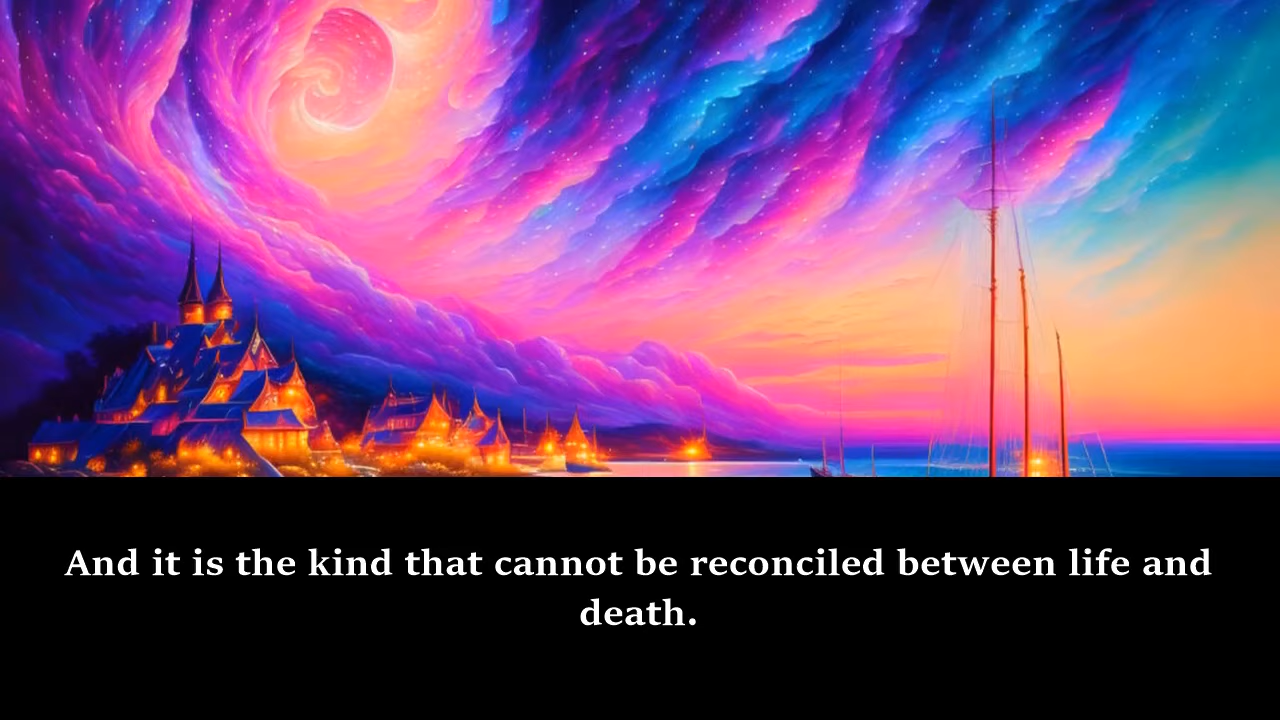 And it is the kind that cannot be reconciled between life and
death.